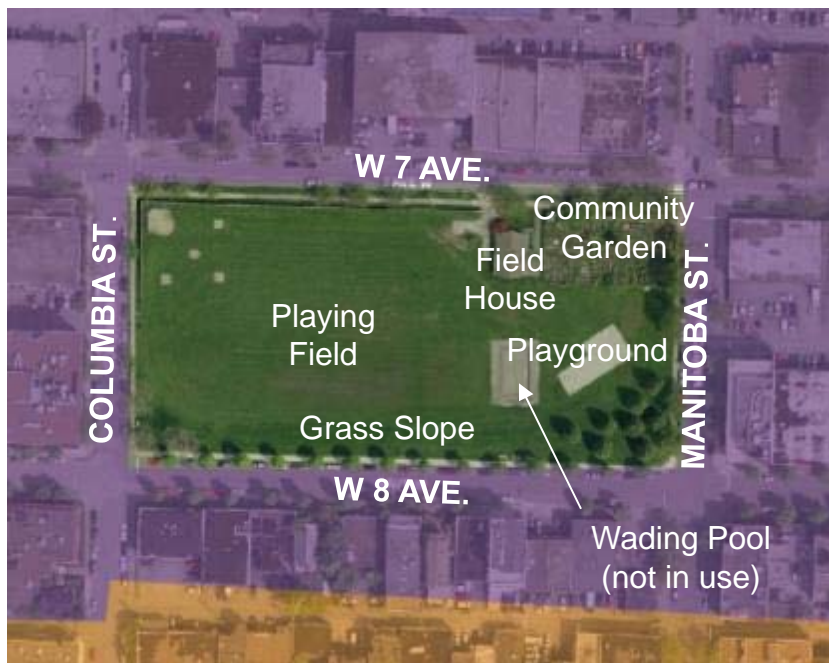 W 7 AVE.
Community
Garden
COLUMBIA ST.
Field
House
MANITOBA ST.
Playing
Field
Playground
Grass Slope
W 8 AVE.
Wading Pool
(not in use)